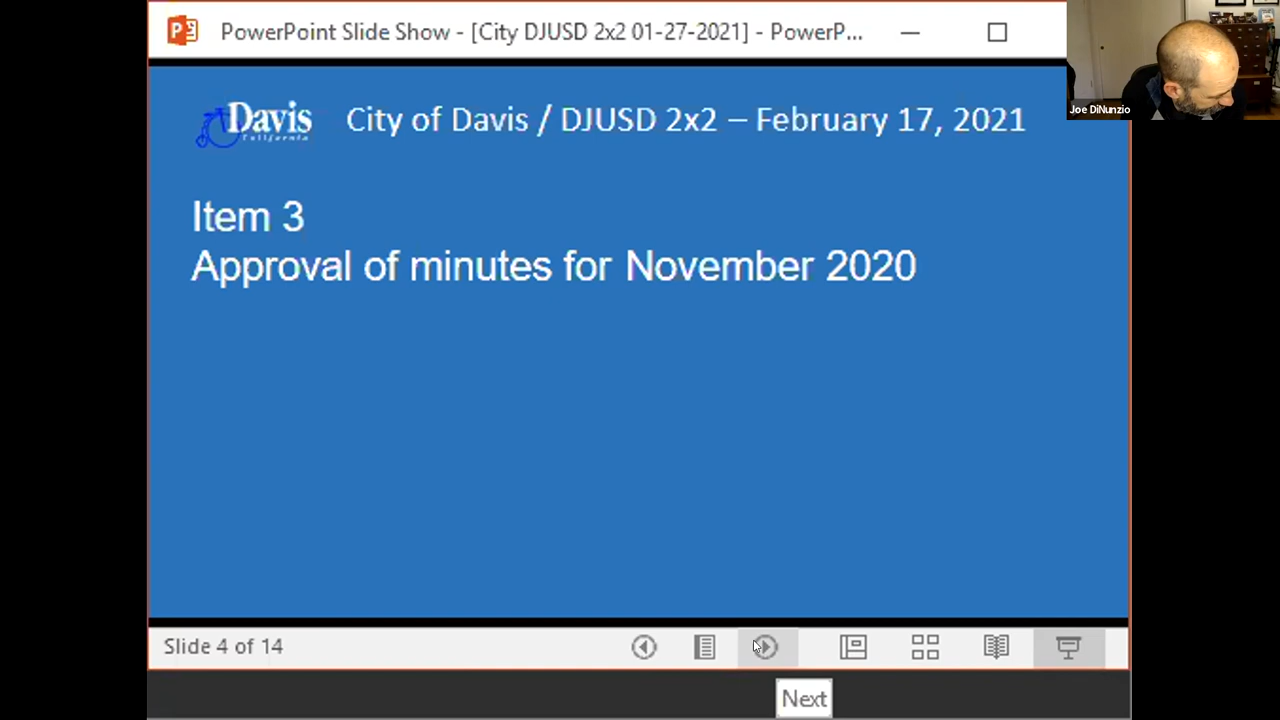 PowerPoint Slide Show - [City DJUSD 2x2 01-27-2021] - PowerP...
Joe DiNunzio
Davis
California
City of Davis / DJUSD 2x2 – February 17, 2021
Item 3
Approval of minutes for November 2020
Slide 4 of 14
Next